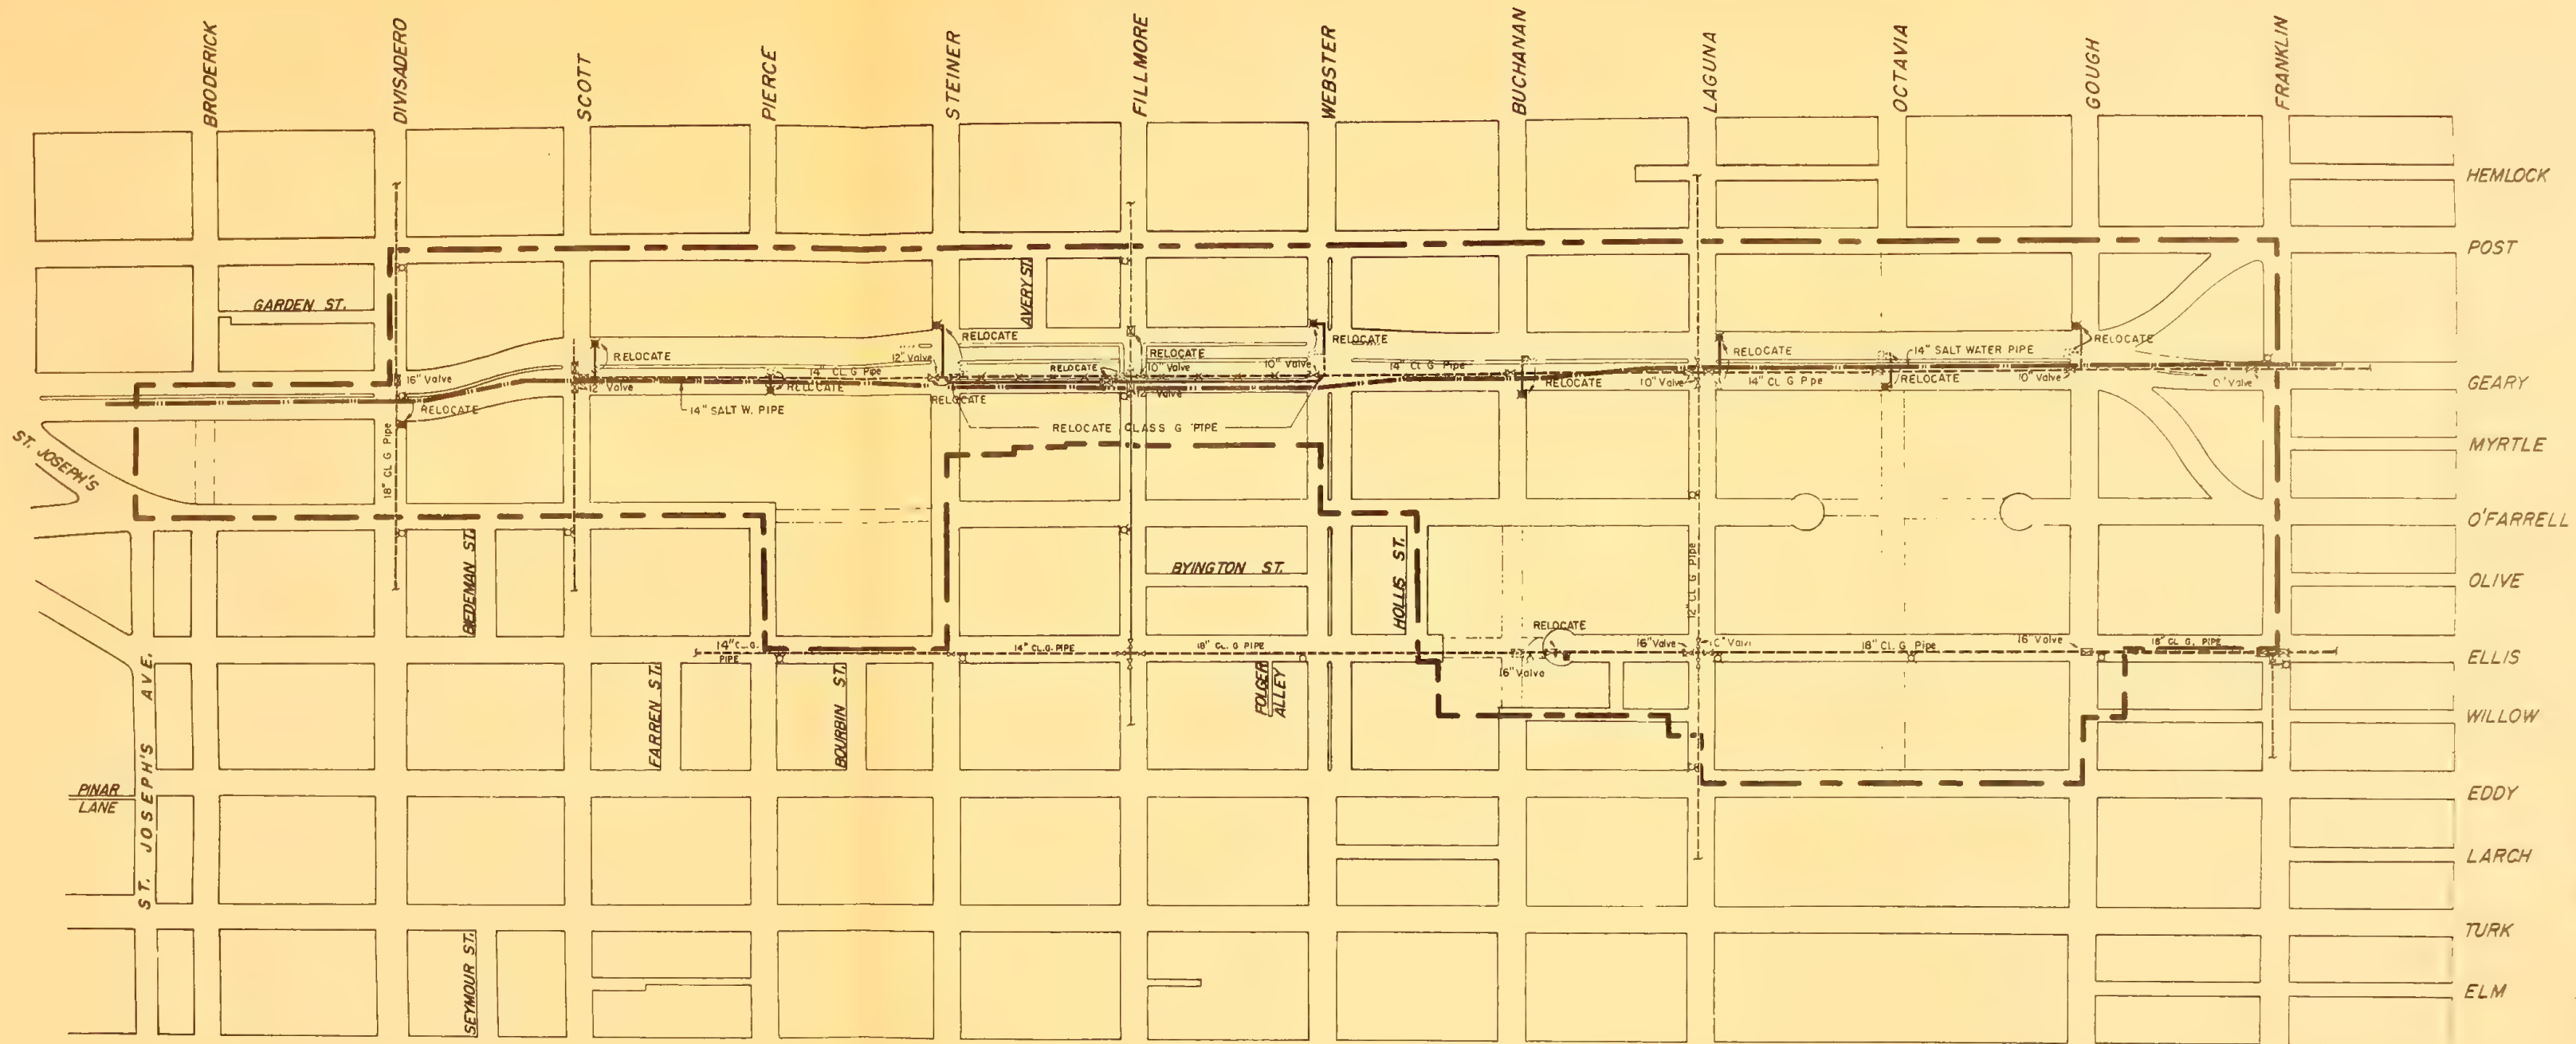 BRODERICK
DIVISADERO
SCOTT
PIERCE
STEINER
FILLMORE
WEBSTER
BUCHANAN
LAGUNA
OCTAVIA
GOUGH
FRANKLIN
HEMLOCK
POST
GEARY
MYRTLE
O'FARRELL
OLIVE
ELLIS
WILLOW
EDDY
LARCH
TURK
ELM
GARDEN ST.
AVERY ST.
RELOCATE
RELOCATE
RELOCATE
RELOCATE
RELOCATE
RELOCATE
14" SALT WATER PIPE
16" Valve
12" Valve
RELOCATE
14" CL. G Pipe
12" Valve
RELOCATE
RELOCATE
10" Valve
10" Valve
12" Valve
14" CL G Pipe
RELOCATE
10" Valve
14" CL G Pipe
RELOCATE
10" Valve
RELOCATE
14" SALT W. PIPE
RELOCATE
RELOCATE CLASS G PIPE
18" CL G Pipe
ST. JOSEPH'S
BIEDEMAN ST.
BYINGTON ST.
HOLLIS ST.
12" CL G Pipe
RELOCATE
14" CL.G.
PIPE
14" CL.G. PIPE
18" CL. G PIPE
16" Valve
16" Valve
18" CL. G Pipe
16" Valve
18" CL G. PIPE
FARREN ST.
BOURBIN ST.
FOLGER
ALLEY
PINAR
LANE
ST. JOSEPH'S AVE.
SEYMOUR ST.